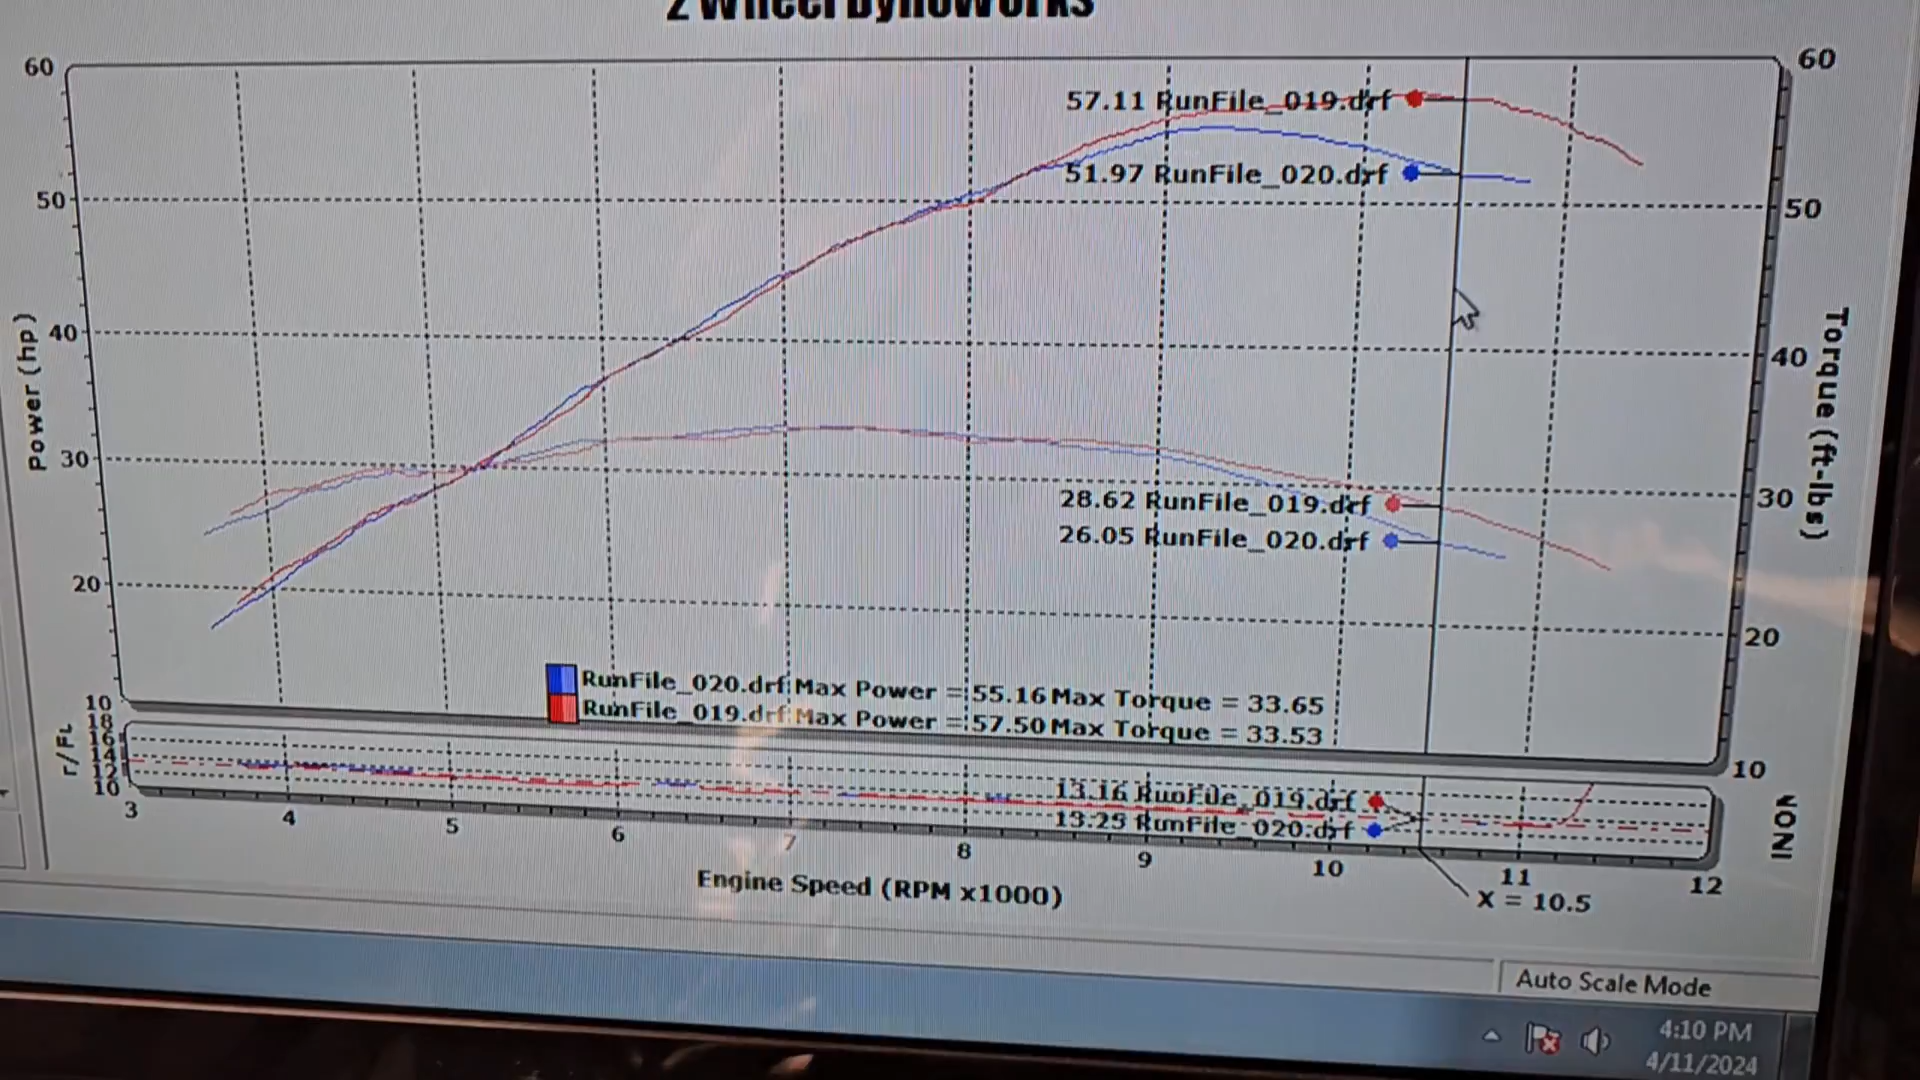 2 Wheel DynoWorks
60
60
57.11 RunFile_019.drf
51.97 RunFile_020.drf
50
50
40
40
Power (hp)
Torque (ft-lbs)
30
30
28.62 RunFile_019.drf
26.05 RunFile_020.drf
20
20
RunFile_020.drf Max Power = 55.16 Max Torque = 33.65
RunFile_019.drf Max Power = 57.50 Max Torque = 33.53
10
10
18
16
14
12
10
13.16 RunFile_019.drf
13.25 RunFile_020.drf
3 4 5 6 7 8 9 10 11 12
Engine Speed (RPM x1000)
X = 10.5
Auto Scale Mode
4:10 PM
4/11/2024